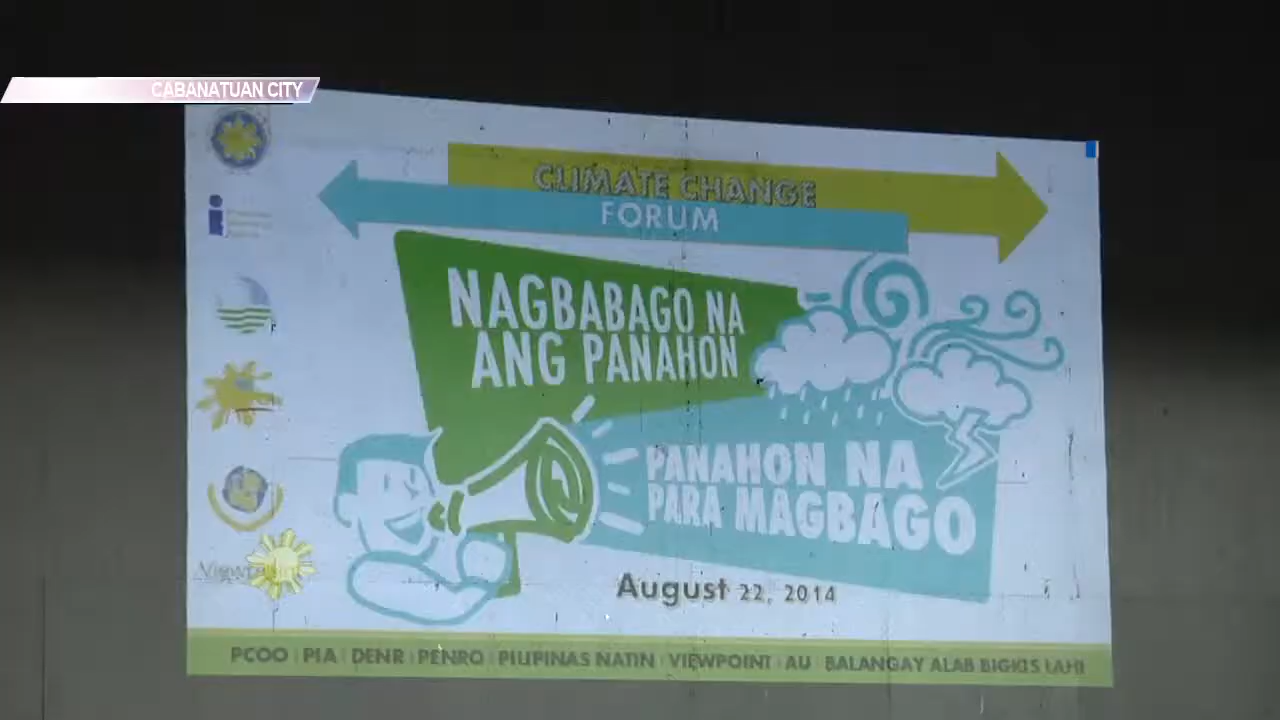 CABANATUAN CITY
CLIMATE CHANGE
FORUM
NAGBABAGO NA
ANG PANAHON
PANAHON NA
PARA MAGBAGO
August 22, 2014
PCOO | PIA | DENR | PENRO | PILIPINAS NATIN | VIEWPOINT | AU | BALANGAY ALAB BIGKIS LAHI